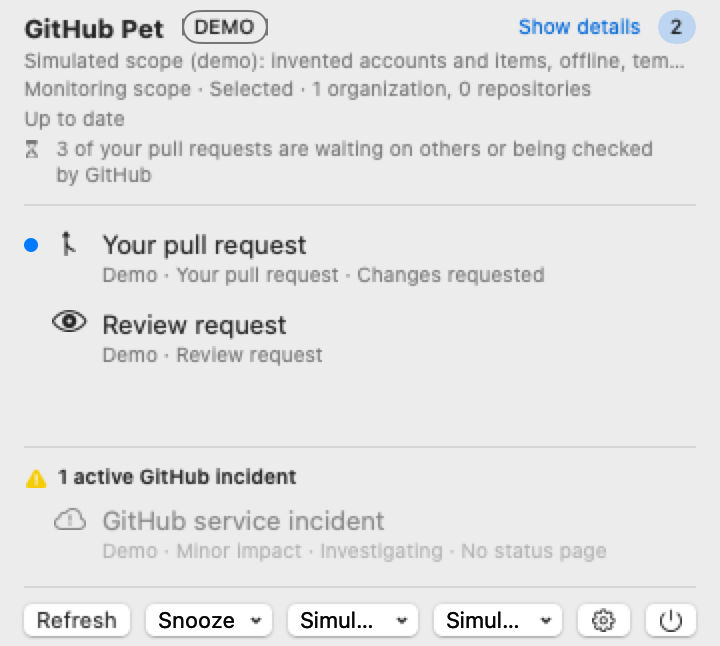 GitHub Pet DEMO Show details 2
Simulated scope (demo): invented accounts and items, offline, tem...
Monitoring scope · Selected · 1 organization, 0 repositories
Up to date
3 of your pull requests are waiting on others or being checked
by GitHub
Your pull request
Demo · Your pull request · Changes requested
Review request
Demo · Review request
1 active GitHub incident
GitHub service incident
Demo · Minor impact · Investigating · No status page
Refresh Snooze Simul... Simul...